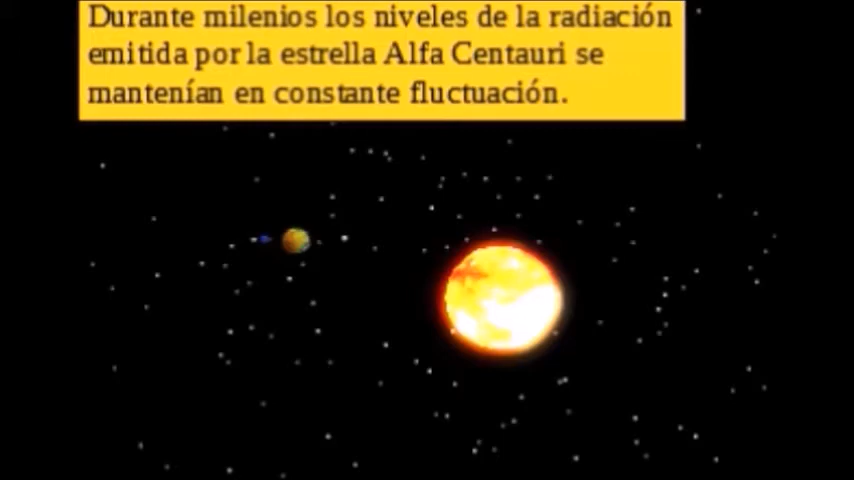 Durante milenios los niveles de la radiación
emitida por la estrella Alfa Centauri se
mantenían en constante fluctuación.